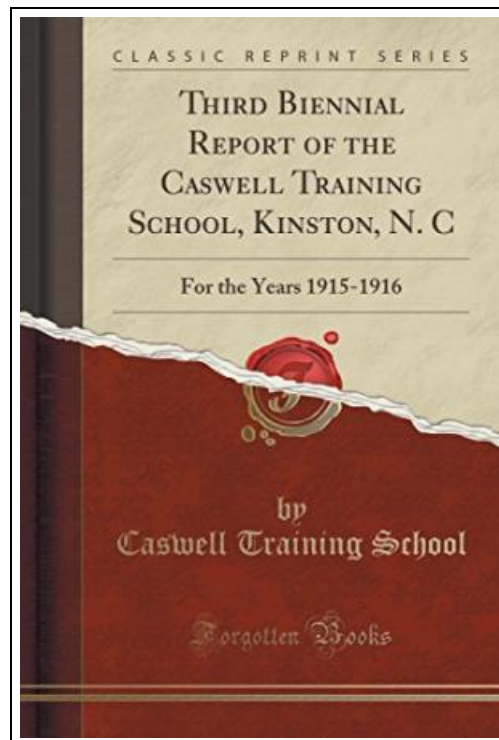 CLASSIC REPRINT SERIES
THIRD BIENNIAL
REPORT OF THE
CASWELL TRAINING
SCHOOL, KINSTON, N. C
For the Years 1915-1916
F
by
Caswell Training School
Forgotten Books